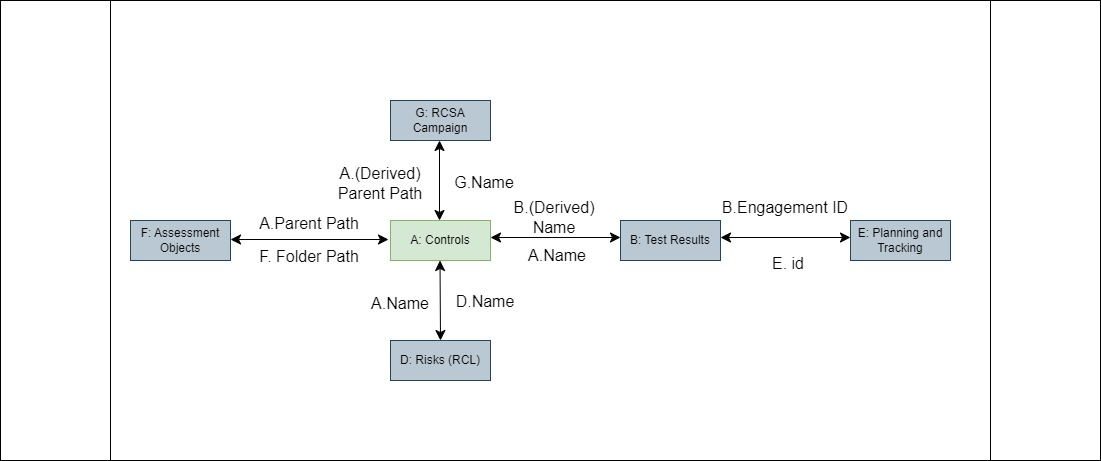 G: RCSA
Campaign
A.(Derived)
Parent Path
G.Name
F: Assessment
Objects
A.Parent Path
F. Folder Path
A: Controls
B.(Derived)
Name
A.Name
B: Test Results
B.Engagement ID
E. id
E: Planning and
Tracking
A.Name
D.Name
D: Risks (RCL)